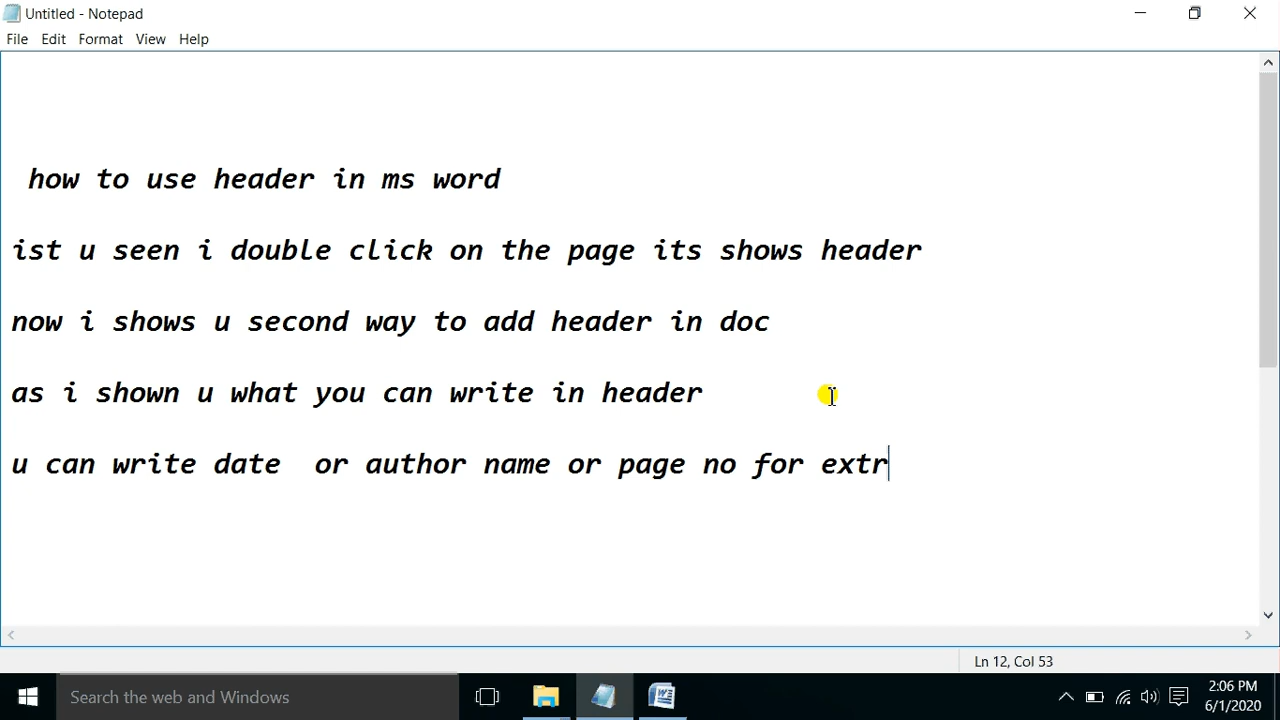 Untitled - Notepad
File Edit Format View Help
how to use header in ms word
ist u seen i double click on the page its shows header
now i shows u second way to add header in doc
as i shown u what you can write in header
u can write date  or author name or page no for extr
Ln 12, Col 53
Search the web and Windows
2:06 PM
6/1/2020